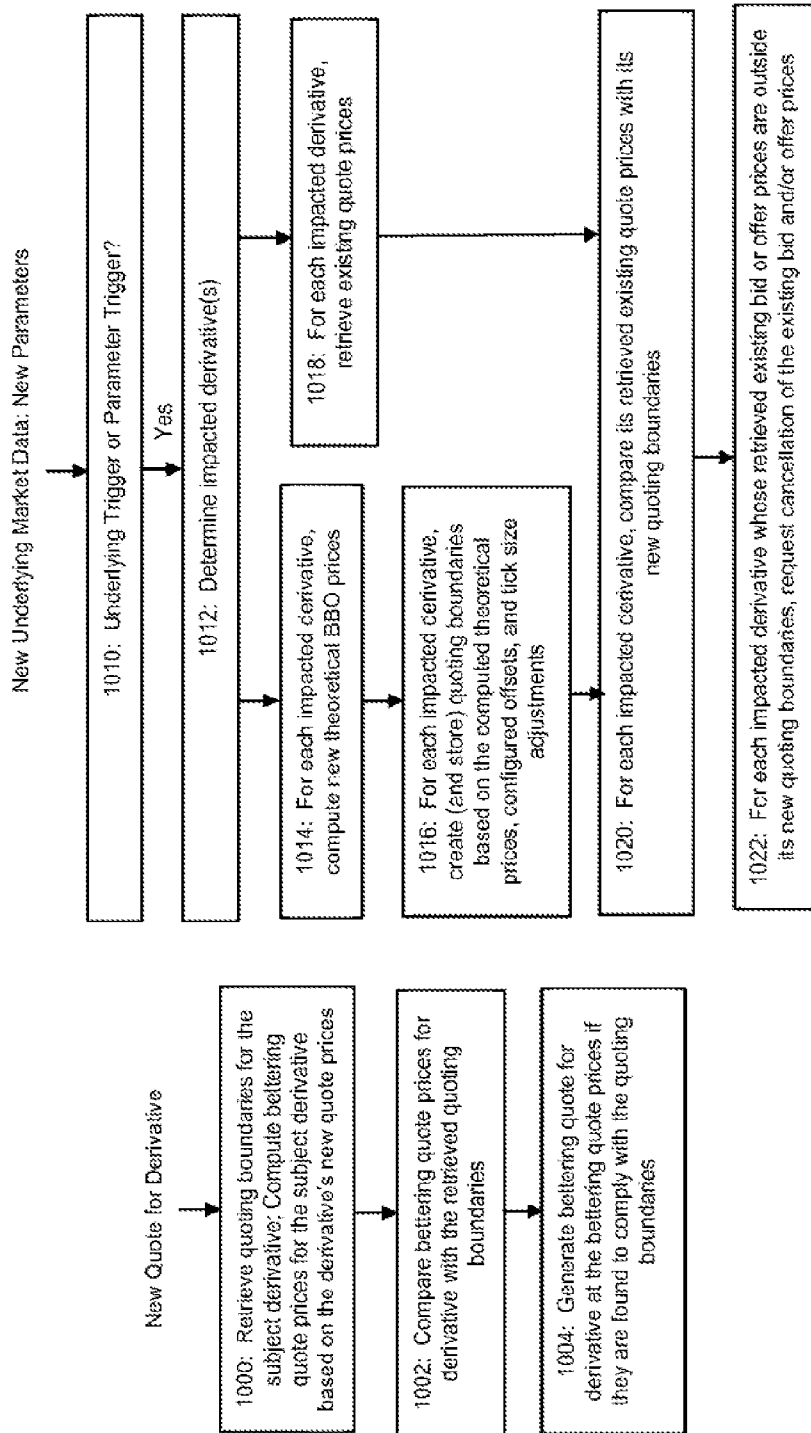 New Quote for Derivative
1000: Retrieve quoting boundaries for the
subject derivative; Compute bettering
quote prices for the subject derivative
based on the derivative's new quote prices
1002: Compare bettering quote prices for
derivative with the retrieved quoting
boundaries
1004: Generate bettering quote for
derivative at the bettering quote prices if
they are found to comply with the quoting
boundaries
New Underlying Market Data; New Parameters
1010: Underlying Trigger or Parameter Trigger?
Yes
1012: Determine impacted derivative(s)
1014: For each impacted derivative,
compute new theoretical BBO prices
1016: For each impacted derivative,
create (and store) quoting boundaries
based on the computed theoretical
prices, configured offsets, and tick size
adjustments
1018: For each impacted derivative,
retrieve existing quote prices
1020: For each impacted derivative, compare its retrieved existing quote prices with its
new quoting boundaries
1022: For each impacted derivative whose retrieved existing bid or offer prices are outside
its new quoting boundaries, request cancellation of the existing bid and/or offer prices